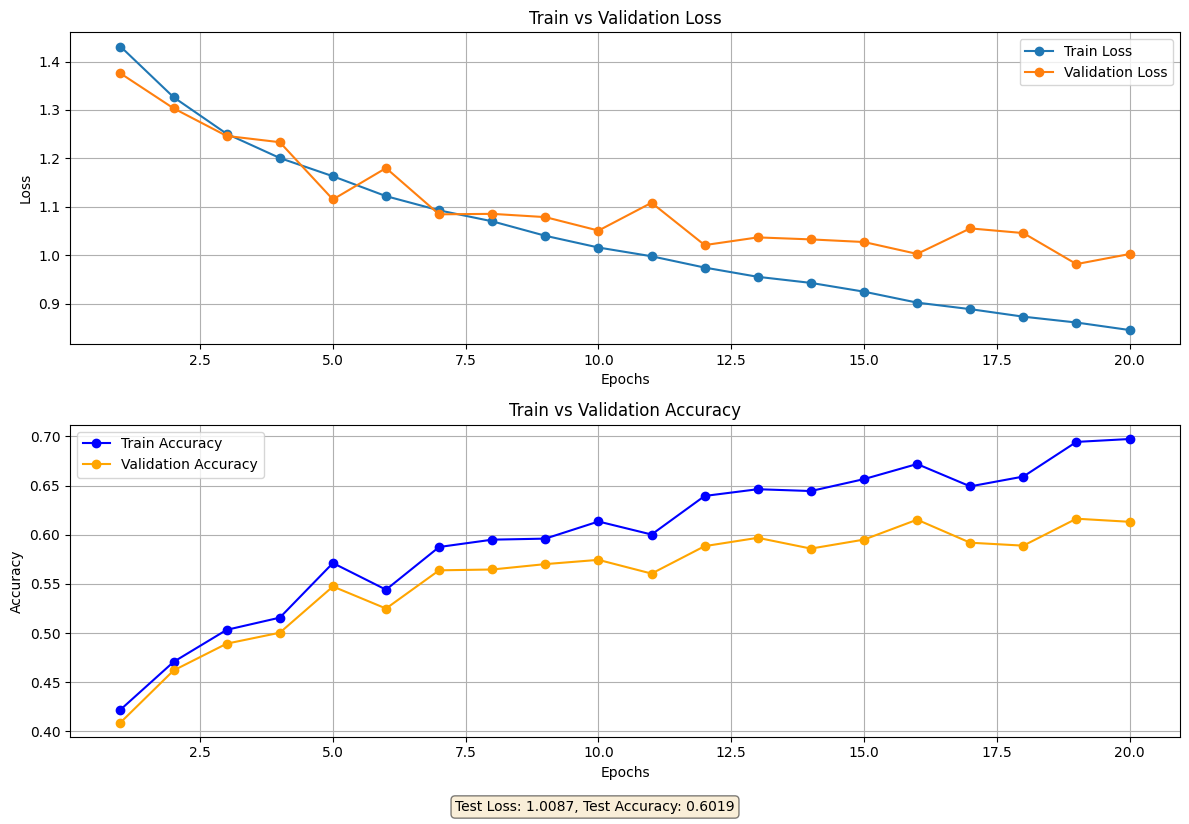 Train vs Validation Loss
Loss
1.4
1.3
1.2
1.1
1.0
0.9
Train Loss
Validation Loss
2.5 5.0 7.5 10.0 12.5 15.0 17.5 20.0
Epochs
Train vs Validation Accuracy
Accuracy
0.70
0.65
0.60
0.55
0.50
0.45
0.40
Train Accuracy
Validation Accuracy
2.5 5.0 7.5 10.0 12.5 15.0 17.5 20.0
Epochs
Test Loss: 1.0087, Test Accuracy: 0.6019